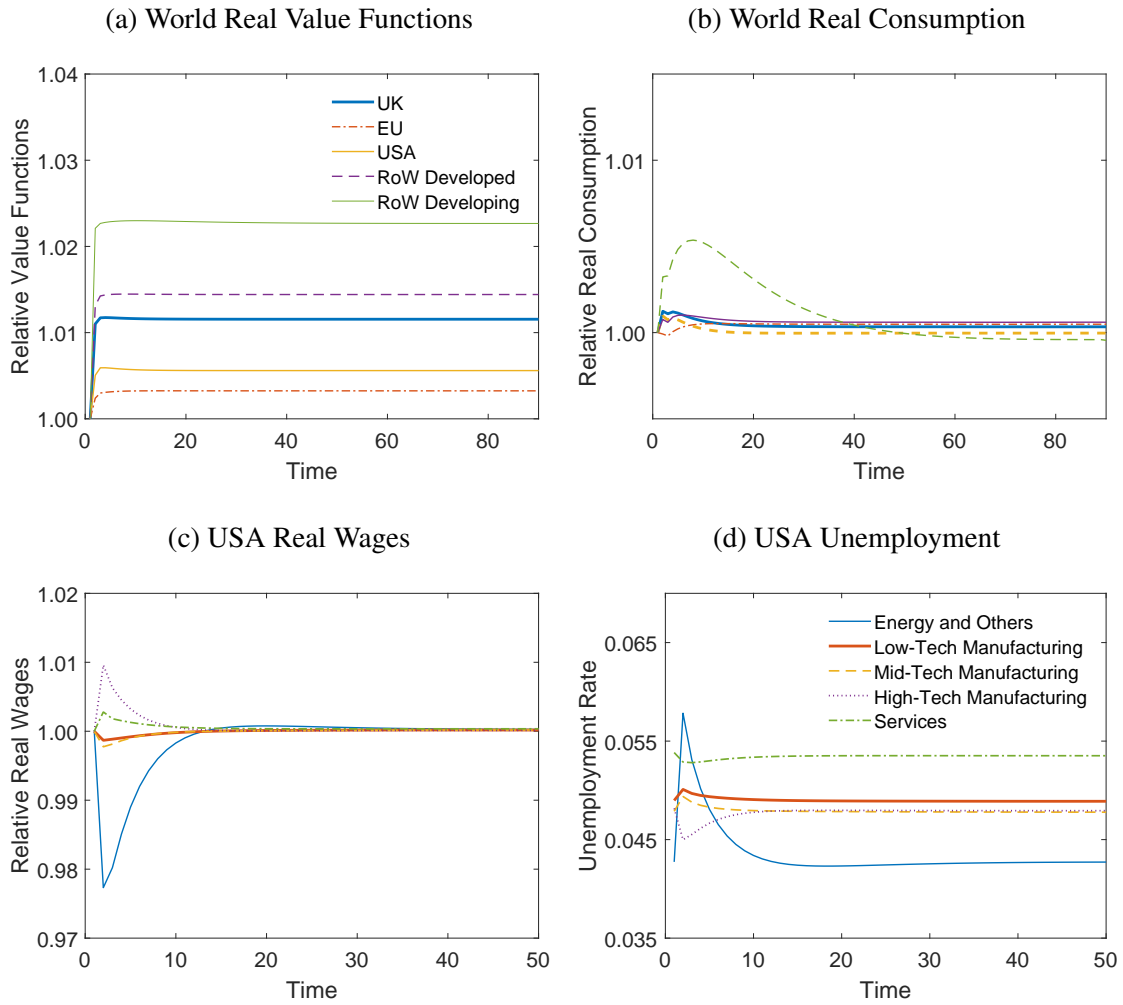 (a) World Real Value Functions
1.04
1.03
1.02
1.01
1.00
0
20
40
60
80
Relative Value Functions
Time
UK
EU
USA
RoW Developed
RoW Developing
(b) World Real Consumption
1.01
1.00
0
20
40
60
80
Relative Real Consumption
Time
(c) USA Real Wages
1.02
1.01
1.00
0.99
0.98
0.97
0
10
20
30
40
50
Relative Real Wages
Time
(d) USA Unemployment
0.065
0.055
0.045
0.035
0
10
20
30
40
50
Unemployment Rate
Time
Energy and Others
Low-Tech Manufacturing
Mid-Tech Manufacturing
High-Tech Manufacturing
Services